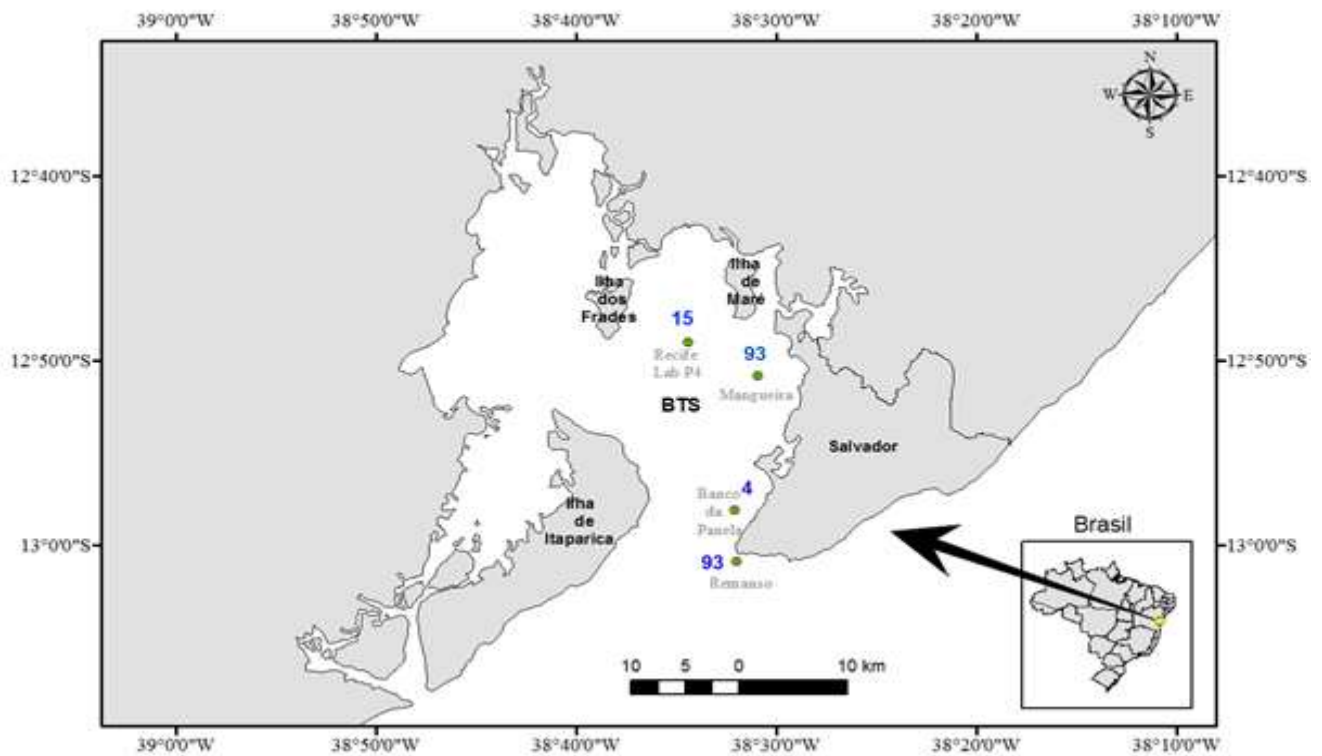 39°0'0"W 38°50'0"W 38°40'0"W 38°30'0"W 38°20'0"W 38°10'0"W
N
W E
S
12°40'0"S 12°40'0"S
Ilha
de
Maré
Ilha
dos
Frades
15
93
12°50'0"S 12°50'0"S
Recife
Lab P4
Mangueira
BTS
Salvador
4
Banco
da
Panela
Ilha
de
Itaparica
13°0'0"S 13°0'0"S
Brasil
93
Remanso
10 5 0 10 km
39°0'0"W 38°50'0"W 38°40'0"W 38°30'0"W 38°20'0"W 38°10'0"W